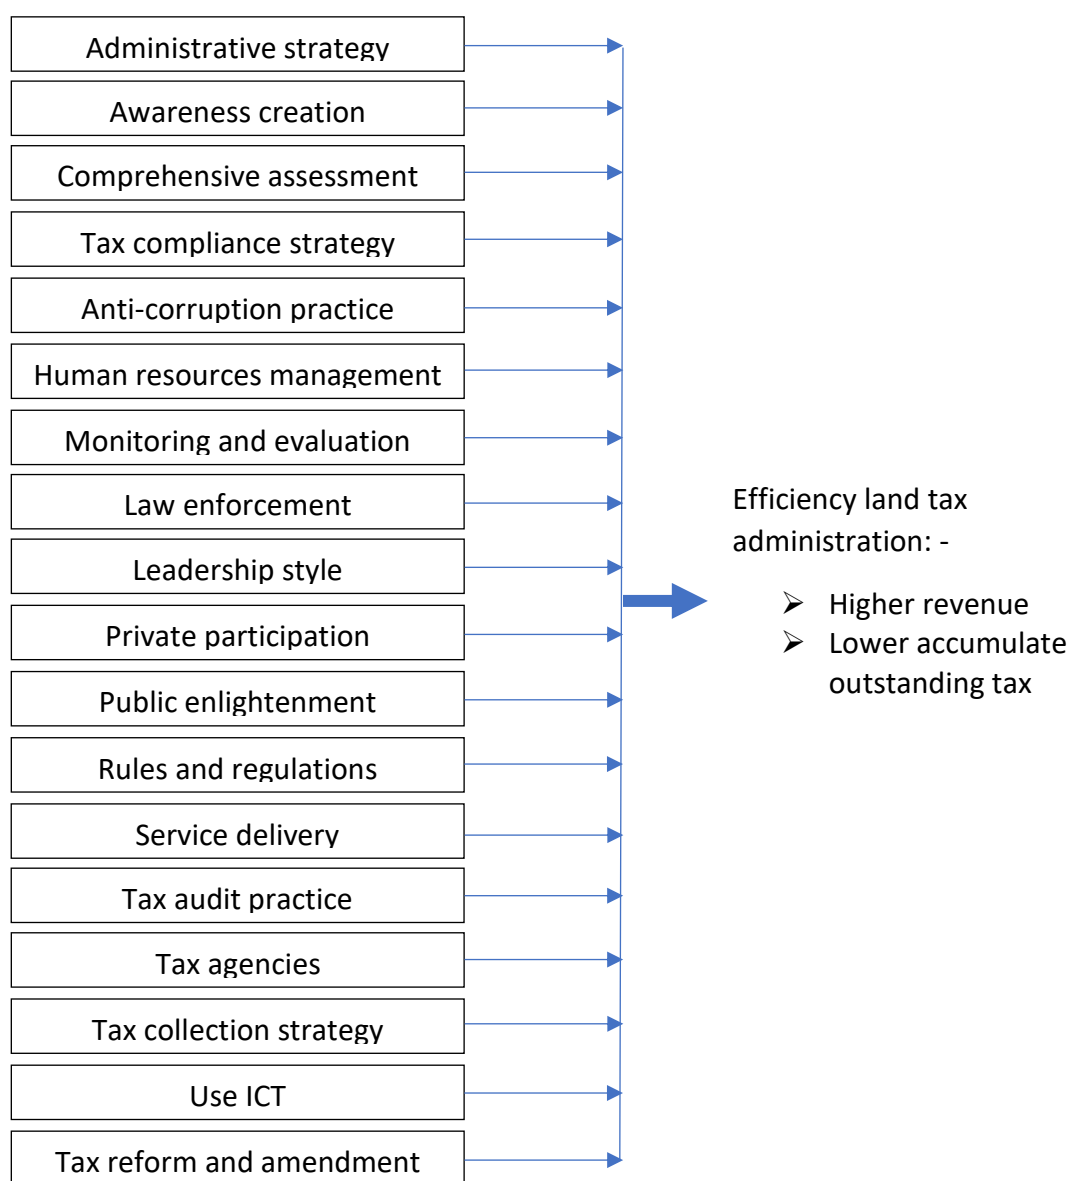 Administrative strategy
Awareness creation
Comprehensive assessment
Tax compliance strategy
Anti-corruption practice
Human resources management
Monitoring and evaluation
Law enforcement
Leadership style
Private participation
Public enlightenment
Rules and regulations
Service delivery
Tax audit practice
Tax agencies
Tax collection strategy
Use ICT
Tax reform and amendment
Efficiency land tax
administration: -
➢ Higher revenue
➢ Lower accumulate
outstanding tax